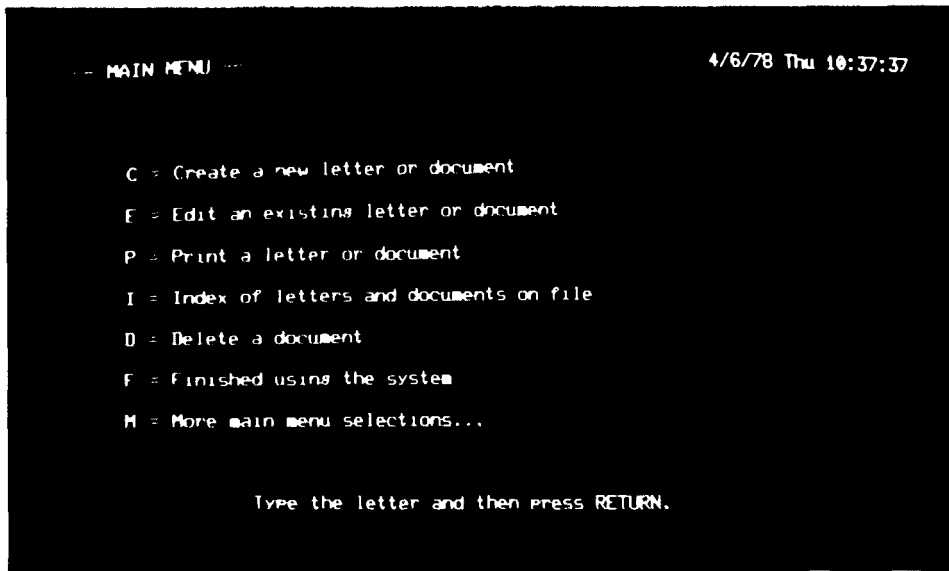 -- MAIN MENU --
4/6/78 Thu 10:37:37
C = Create a new letter or document
E = Edit an existing letter or document
P = Print a letter or document
I = Index of letters and documents on file
D = Delete a document
F = Finished using the system
M = More main menu selections...
Type the letter and then press RETURN.